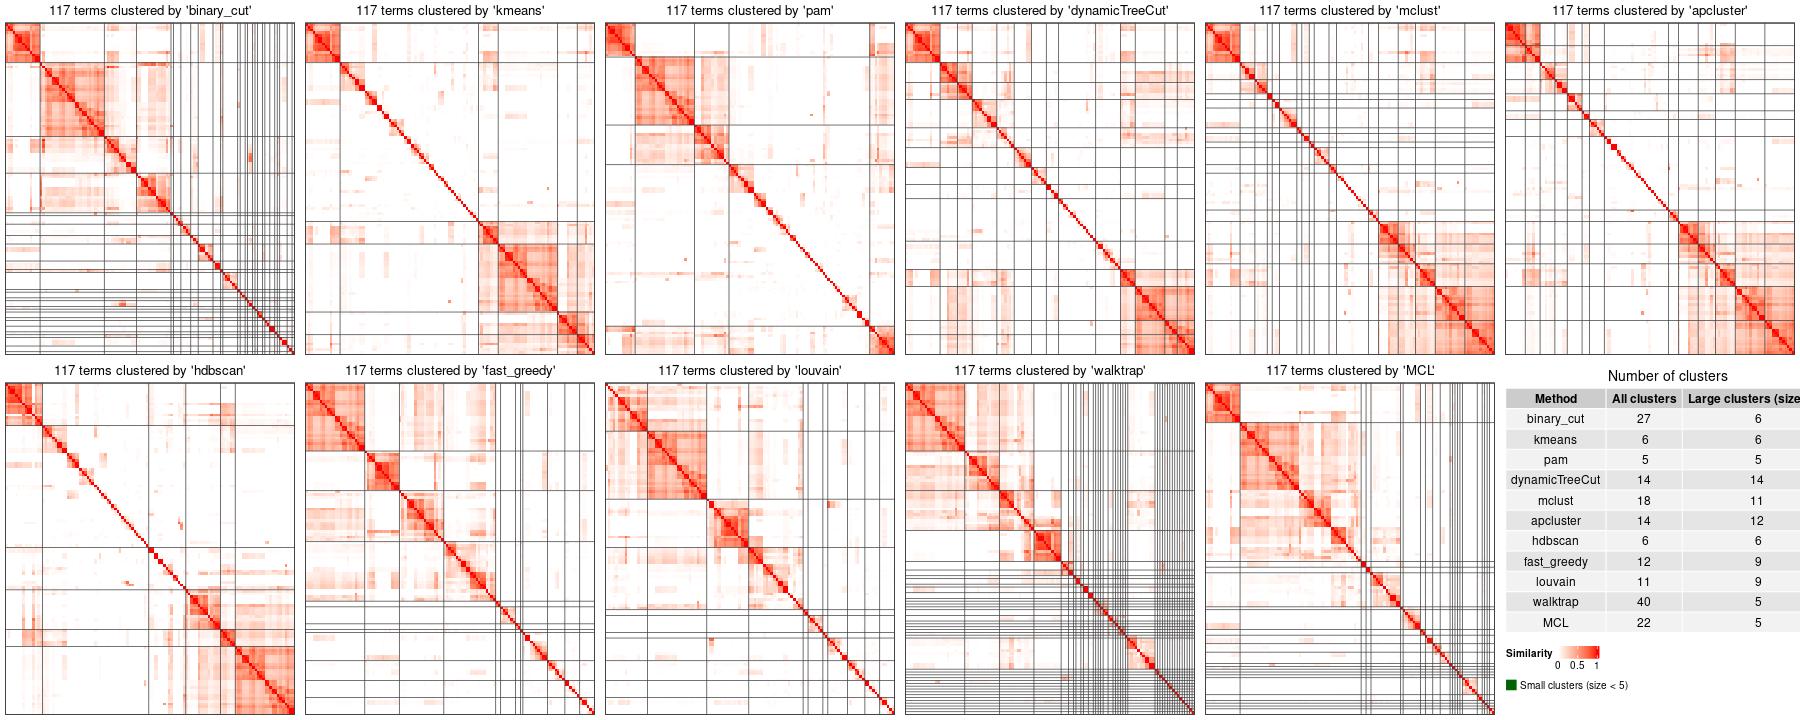 117 terms clustered by 'binary_cut'
117 terms clustered by 'kmeans'
117 terms clustered by 'pam'
117 terms clustered by 'dynamicTreeCut'
117 terms clustered by 'mclust'
117 terms clustered by 'apcluster'
117 terms clustered by 'hdbscan'
117 terms clustered by 'fast_greedy'
117 terms clustered by 'louvain'
117 terms clustered by 'walktrap'
117 terms clustered by 'MCL'
Number of clusters
Method All clusters Large clusters (size
binary_cut 27 6
kmeans 6 6
pam 5 5
dynamicTreeCut 14 14
mclust 18 11
apcluster 14 12
hdbscan 6 6
fast_greedy 12 9
louvain 11 9
walktrap 40 5
MCL 22 5
Similarity
0 0.5 1
Small clusters (size < 5)